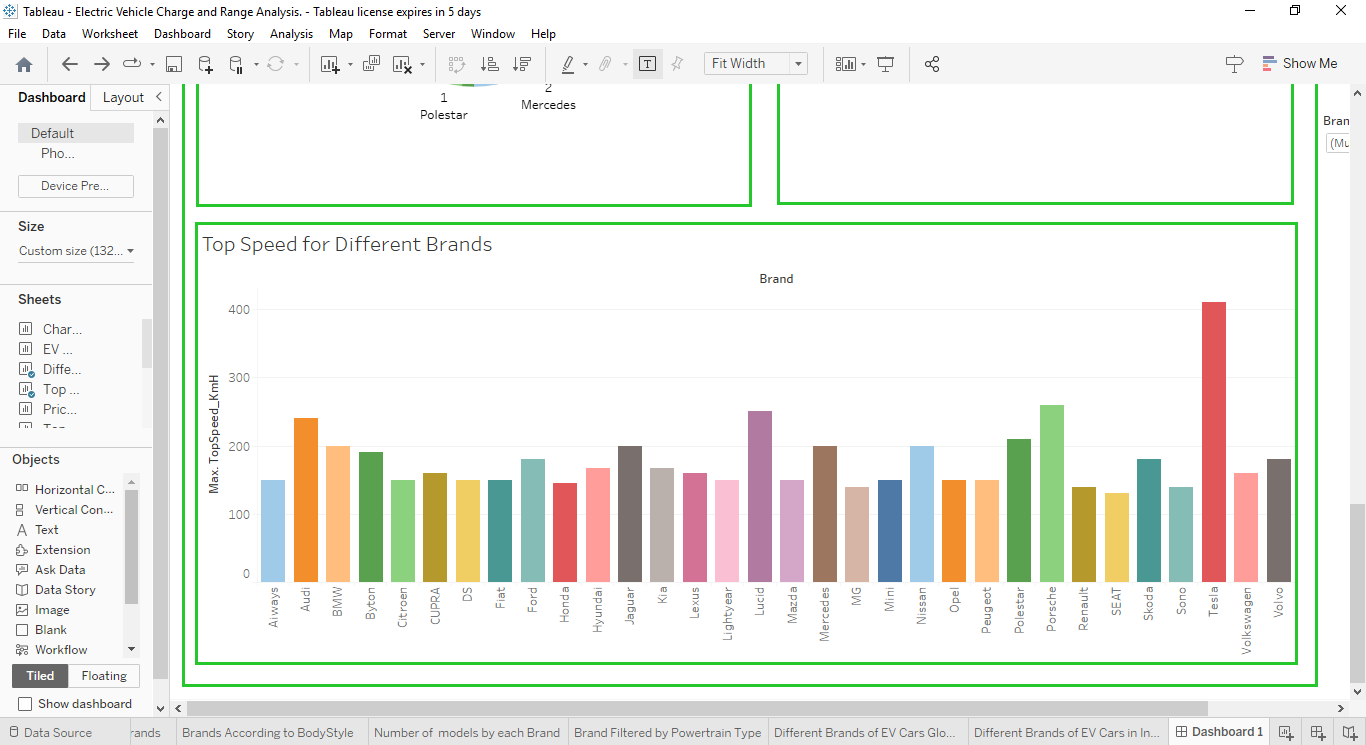 Tableau - Electric Vehicle Charge and Range Analysis. - Tableau license expires in 5 days
File Data Worksheet Dashboard Story Analysis Map Format Server Window Help
Fit Width
Show Me
Dashboard Layout
Default
Pho...
Device Pre...
Size
Custom size (132...
Sheets
Char...
EV ...
Diffe...
Top ...
Pric...
Objects
Horizontal C...
Vertical Con...
Text
Extension
Ask Data
Data Story
Image
Blank
Workflow
Tiled Floating
Show dashboard
1
Polestar
2
Mercedes
Bran
(Mu
Top Speed for Different Brands
Brand
Max. TopSpeed_KmH
400
300
200
100
0
Aiways
Audi
BMW
Byton
Citroen
CUPRA
DS
Fiat
Ford
Honda
Hyundai
Jaguar
Kia
Lexus
Lightyear
Lucid
Mazda
Mercedes
MG
Mini
Nissan
Opel
Peugeot
Polestar
Porsche
Renault
SEAT
Skoda
Sono
Tesla
Volkswagen
Volvo
Data Source rands Brands According to BodyStyle Number of models by each Brand Brand Filtered by Powertrain Type Different Brands of EV Cars Glo... Different Brands of EV Cars in In... Dashboard 1